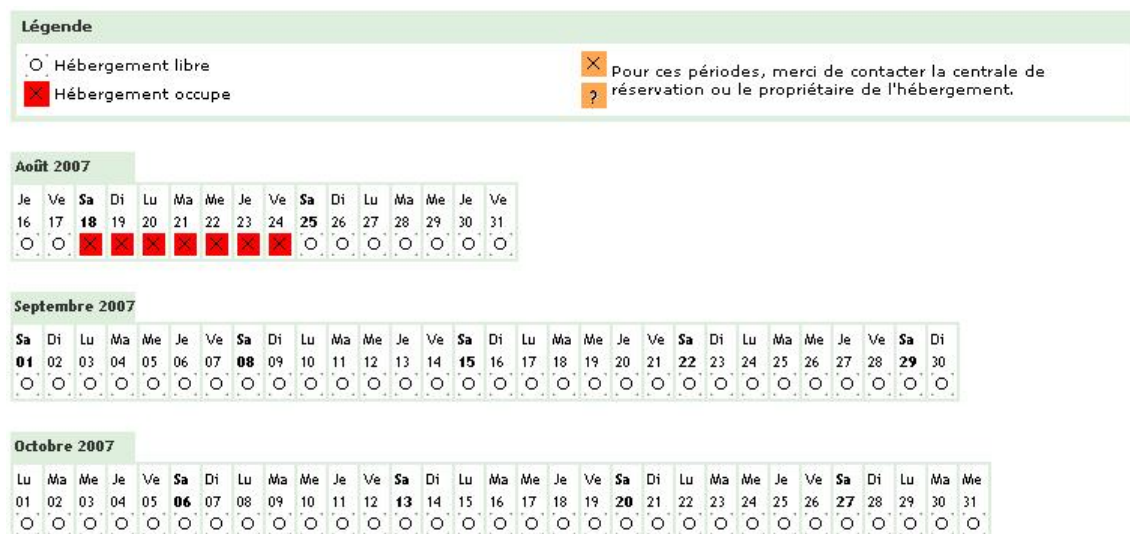 Légende
Hébergement libre
Hébergement occupe
Pour ces périodes, merci de contacter la centrale de
réservation ou le propriétaire de l'hébergement.
?
Août 2007
Je Ve Sa Di Lu Ma Me Je Ve Sa Di Lu Ma Me Je Ve
16 17 18 19 20 21 22 23 24 25 26 27 28 29 30 31
Septembre 2007
Sa Di Lu Ma Me Je Ve Sa Di Lu Ma Me Je Ve Sa Di Lu Ma Me Je Ve Sa Di Lu Ma Me Je Ve Sa Di
01 02 03 04 05 06 07 08 09 10 11 12 13 14 15 16 17 18 19 20 21 22 23 24 25 26 27 28 29 30
Octobre 2007
Lu Ma Me Je Ve Sa Di Lu Ma Me Je Ve Sa Di Lu Ma Me Je Ve Sa Di Lu Ma Me Je Ve Sa Di Lu Ma Me
01 02 03 04 05 06 07 08 09 10 11 12 13 14 15 16 17 18 19 20 21 22 23 24 25 26 27 28 29 30 31